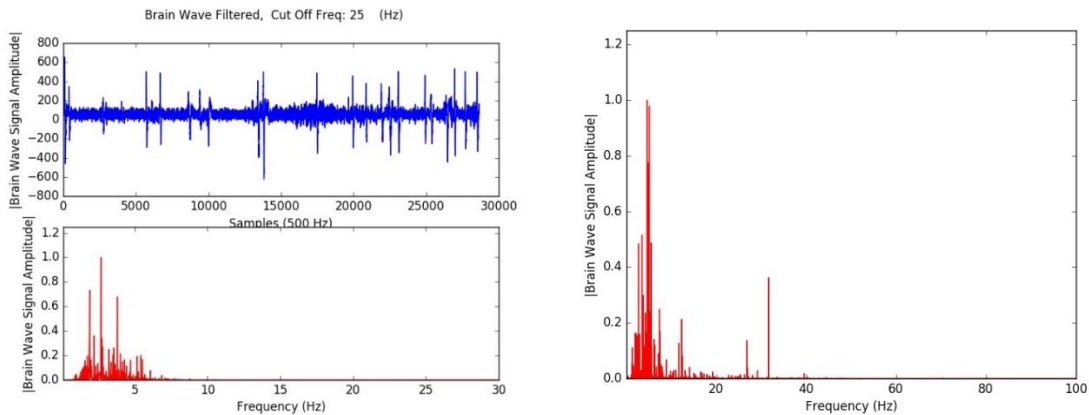 Brain Wave Filtered, Cut Off Freq: 25 (Hz)
|Brain Wave Signal Amplitude|
800
600
400
200
0
−200
−400
−600
−800
0 5000 10000 15000 20000 25000 30000
Samples (500 Hz)
|Brain Wave Signal Amplitude|
1.2
1.0
0.8
0.6
0.4
0.2
0.0
0 5 10 15 20 25 30
Frequency (Hz)
|Brain Wave Signal Amplitude|
1.2
1.0
0.8
0.6
0.4
0.2
0.0
20 40 60 80 100
Frequency (Hz)